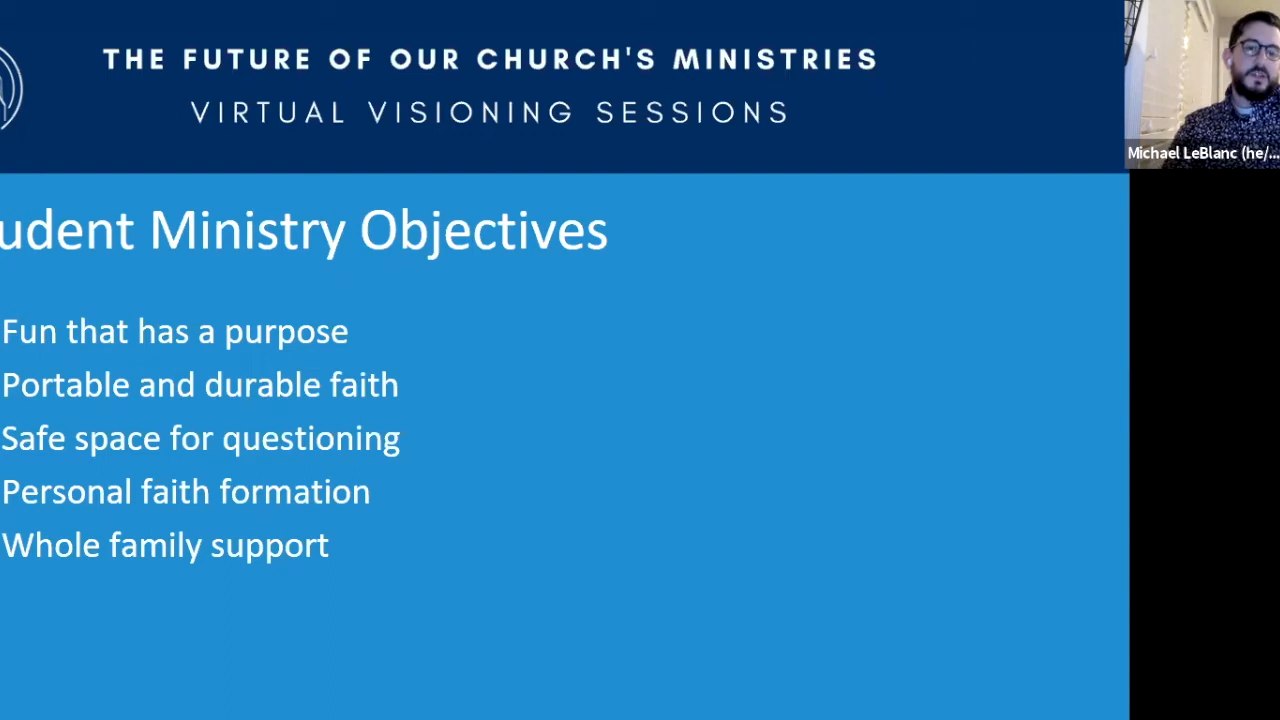 THE FUTURE OF OUR CHURCH'S MINISTRIES
VIRTUAL VISIONING SESSIONS
Michael LeBlanc (he/...
udent Ministry Objectives
Fun that has a purpose
Portable and durable faith
Safe space for questioning
Personal faith formation
Whole family support